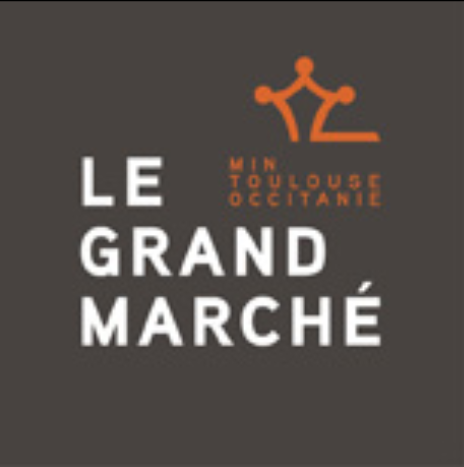 MIN
TOULOUSE
OCCITANIE
LE
GRAND
MARCHÉ